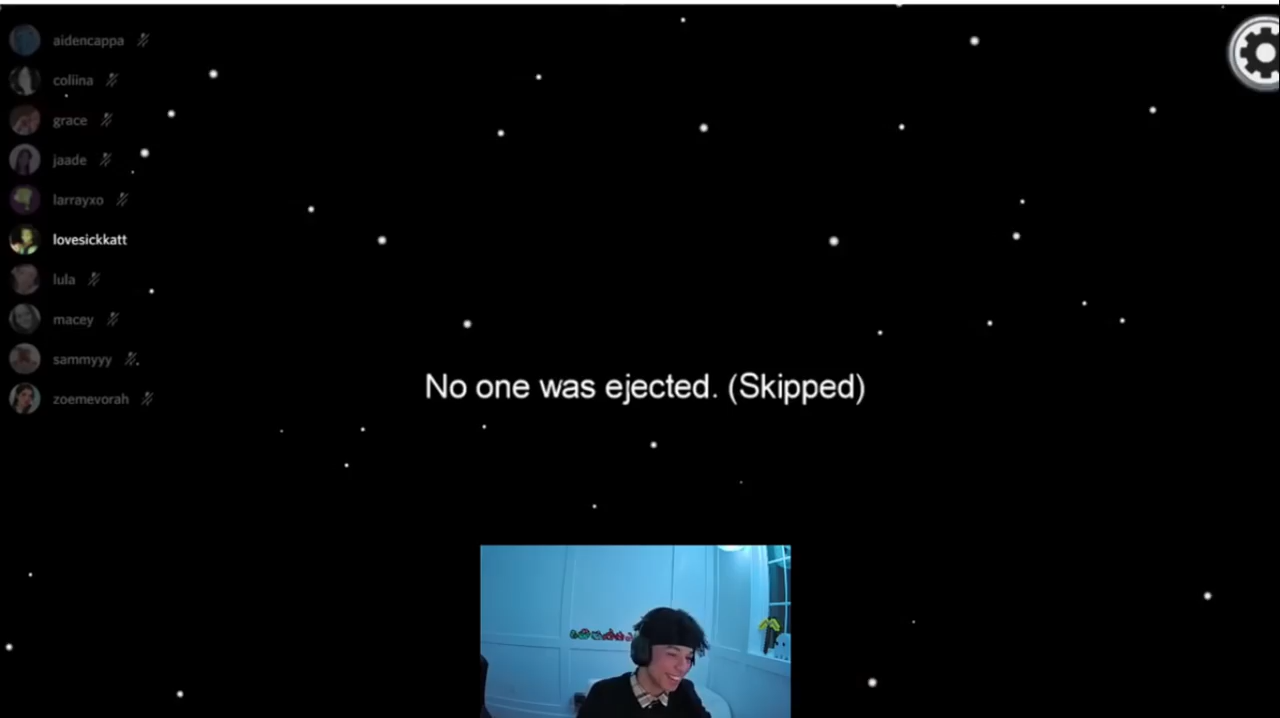 aidencappa
coliina
grace
jaade
larrayxo
lovesickkatt
lula
macey
sammyyy
zoemevorah
No one was ejected. (Skipped)